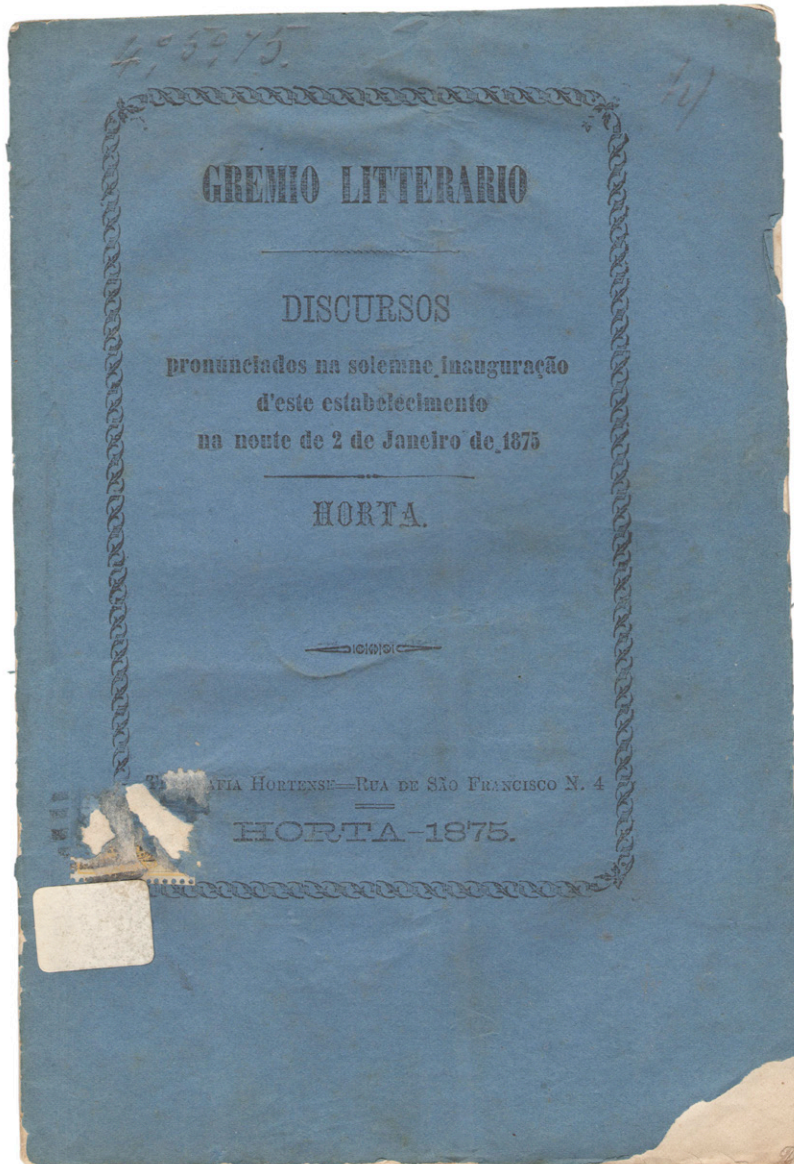 GREMIO LITTERARIO
DISCURSOS
pronunciados na solemne inauguração
d'este estabelecimento
na noute de 2 de Janeiro de 1875
HORTA.
HORTENSE—RUA DE SÃO FRANCISCO N. 4
HORTA-1875.